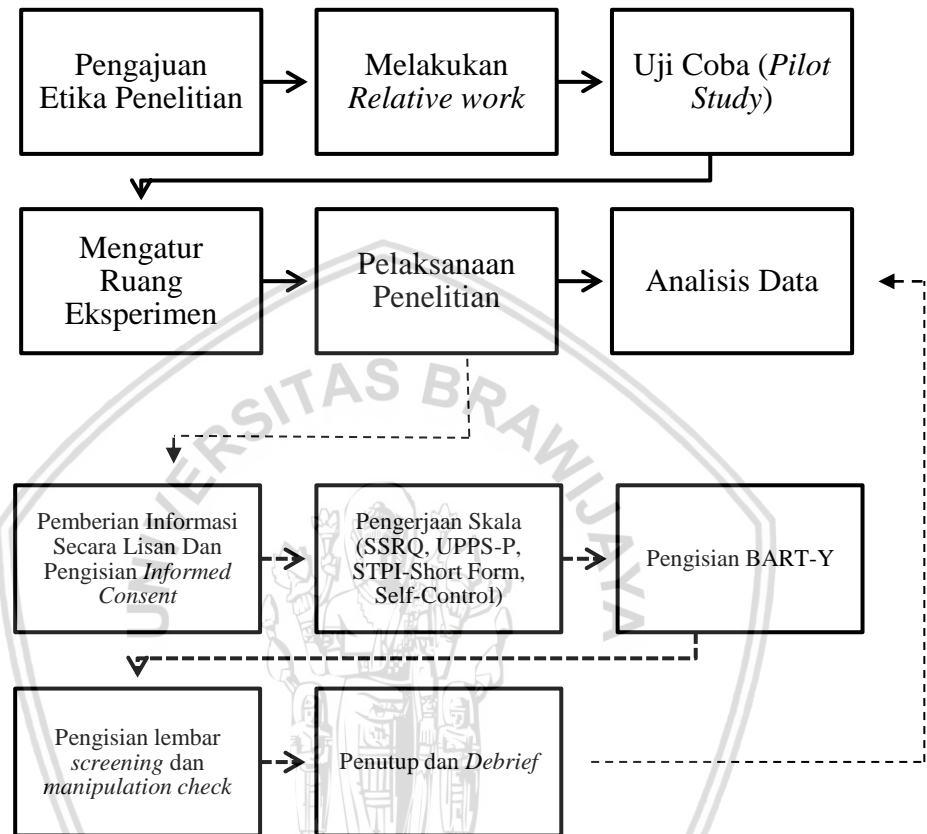 Pengajuan
Etika Penelitian
Melakukan
Relative work
Uji Coba (Pilot
Study)
Mengatur
Ruang
Eksperimen
Pelaksanaan
Penelitian
Analisis Data
UNIVERSITAS BRAWIJAYA
Pemberian Informasi
Secara Lisan Dan
Pengisian Informed
Consent
Pengerjaan Skala
(SSRQ, UPPS-P,
STPI-Short Form,
Self-Control)
Pengisian BART-Y
Pengisian lembar
screening dan
manipulation check
Penutup dan Debrief